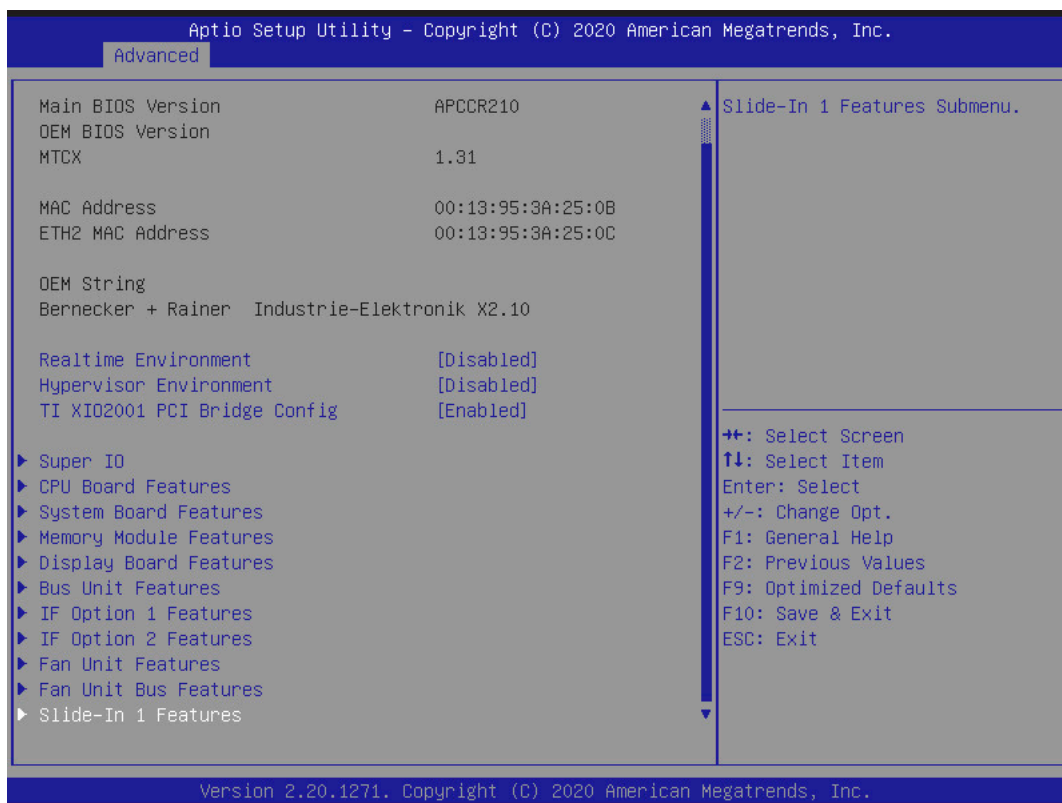 Aptio Setup Utility – Copyright (C) 2020 American Megatrends, Inc.
Advanced
Main BIOS Version APCCR210
OEM BIOS Version
MTCX 1.31
MAC Address 00:13:95:3A:25:0B
ETH2 MAC Address 00:13:95:3A:25:0C
OEM String
Bernecker + Rainer Industrie-Elektronik X2.10
Realtime Environment [Disabled]
Hypervisor Environment [Disabled]
TI XIO2001 PCI Bridge Config [Enabled]
▶ Super IO
▶ CPU Board Features
▶ System Board Features
▶ Memory Module Features
▶ Display Board Features
▶ Bus Unit Features
▶ IF Option 1 Features
▶ IF Option 2 Features
▶ Fan Unit Features
▶ Fan Unit Bus Features
▶ Slide-In 1 Features
Slide-In 1 Features Submenu.
→←: Select Screen
↑↓: Select Item
Enter: Select
+/-: Change Opt.
F1: General Help
F2: Previous Values
F9: Optimized Defaults
F10: Save & Exit
ESC: Exit
Version 2.20.1271. Copyright (C) 2020 American Megatrends, Inc.